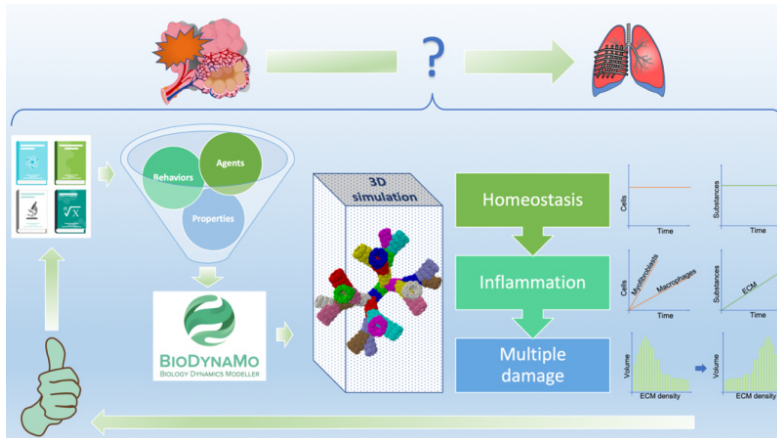 ?
Behaviors
Agents
Properties
BIODYNAMO
BIOLOGY DYNAMICS MODELLER
3D
simulation
Homeostasis
Inflammation
Multiple
damage
Cells
Time
Substances
Time
Cells
Myofibroblasts
Macrophages
Time
Substances
ECM
Time
Volume
ECM density
Volume
ECM density
√x